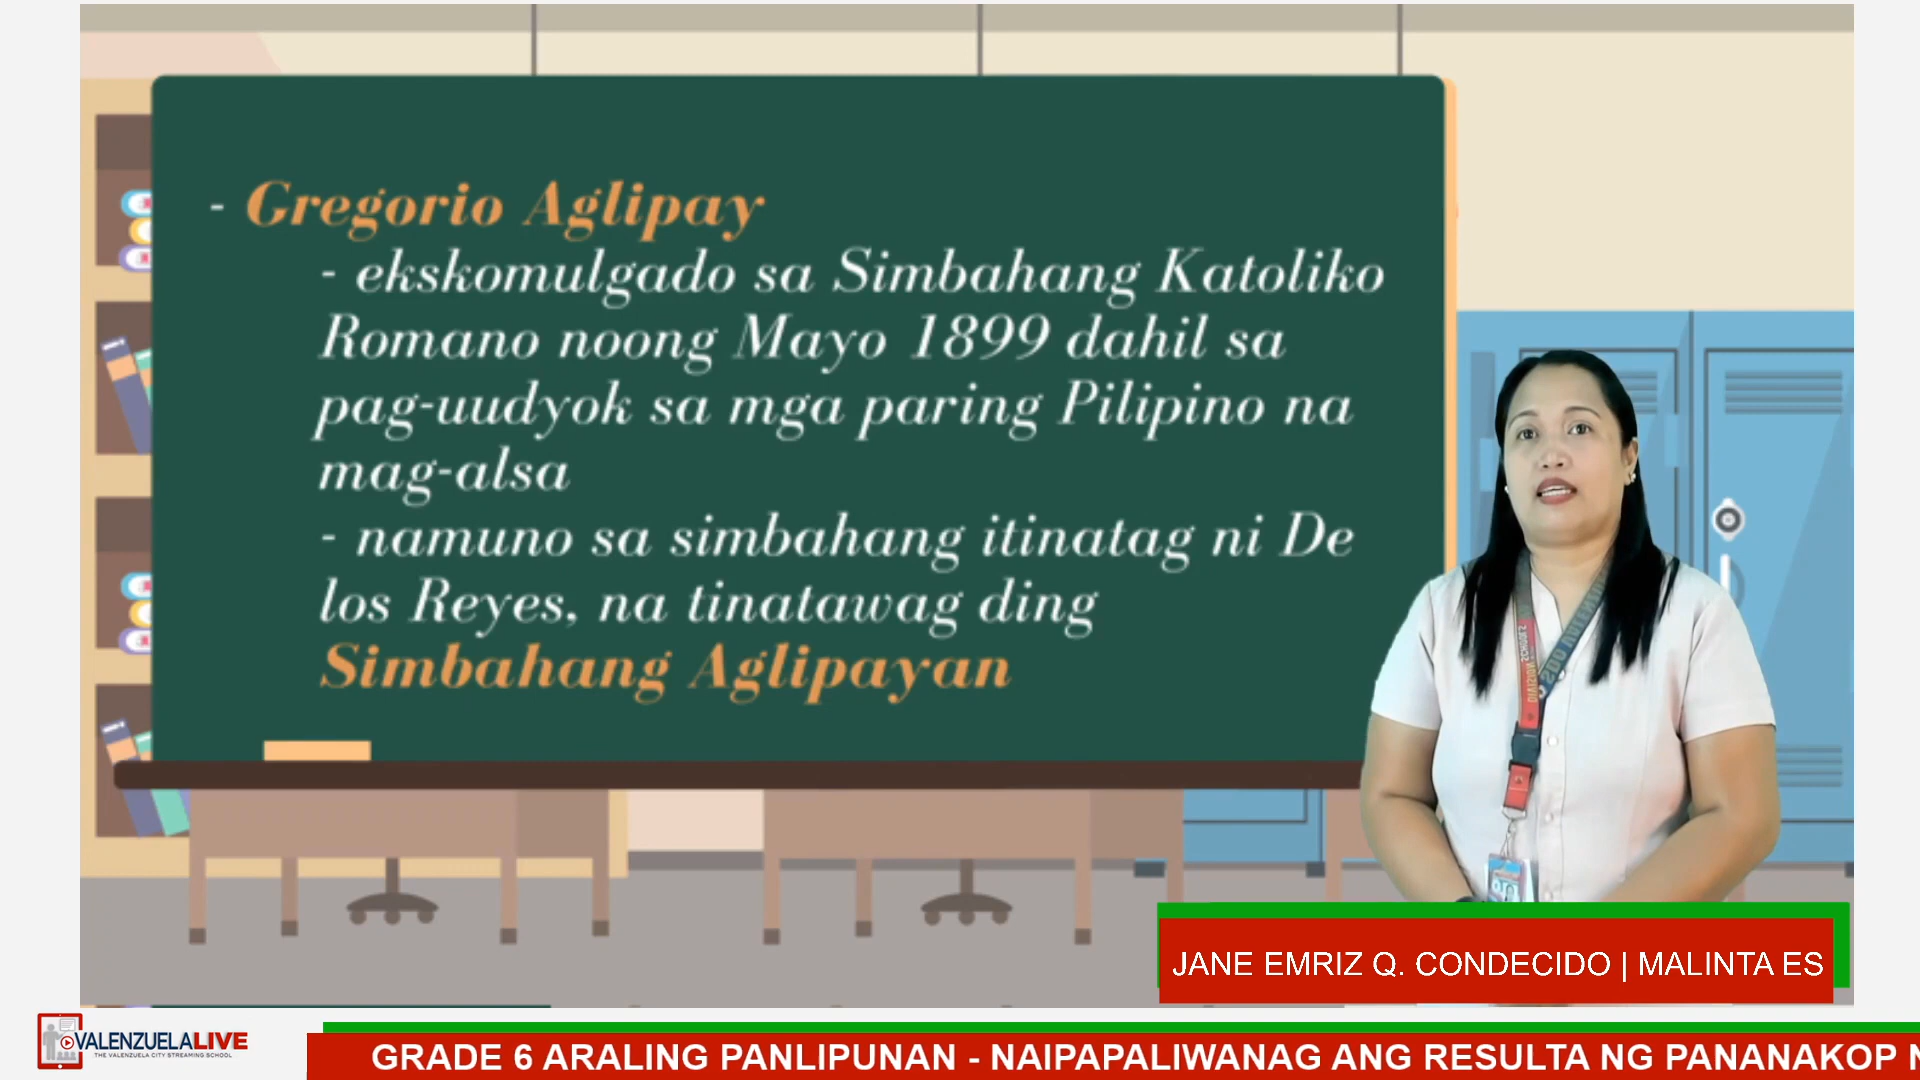 - Gregorio Aglipay
- ekskomulgado sa Simbahang Katoliko
Romano noong Mayo 1899 dahil sa
pag-uudyok sa mga paring Pilipino na
mag-alsa
- namuno sa simbahang itinatag ni De
los Reyes, na tinatawag ding
Simbahang Aglipayan
JANE EMRIZ Q. CONDECIDO | MALINTA ES
VALENZUELALIVE
THE VALENZUELA CITY STREAMING SCHOOL
GRADE 6 ARALING PANLIPUNAN - NAIPAPALIWANAG ANG RESULTA NG PANANAKOP N